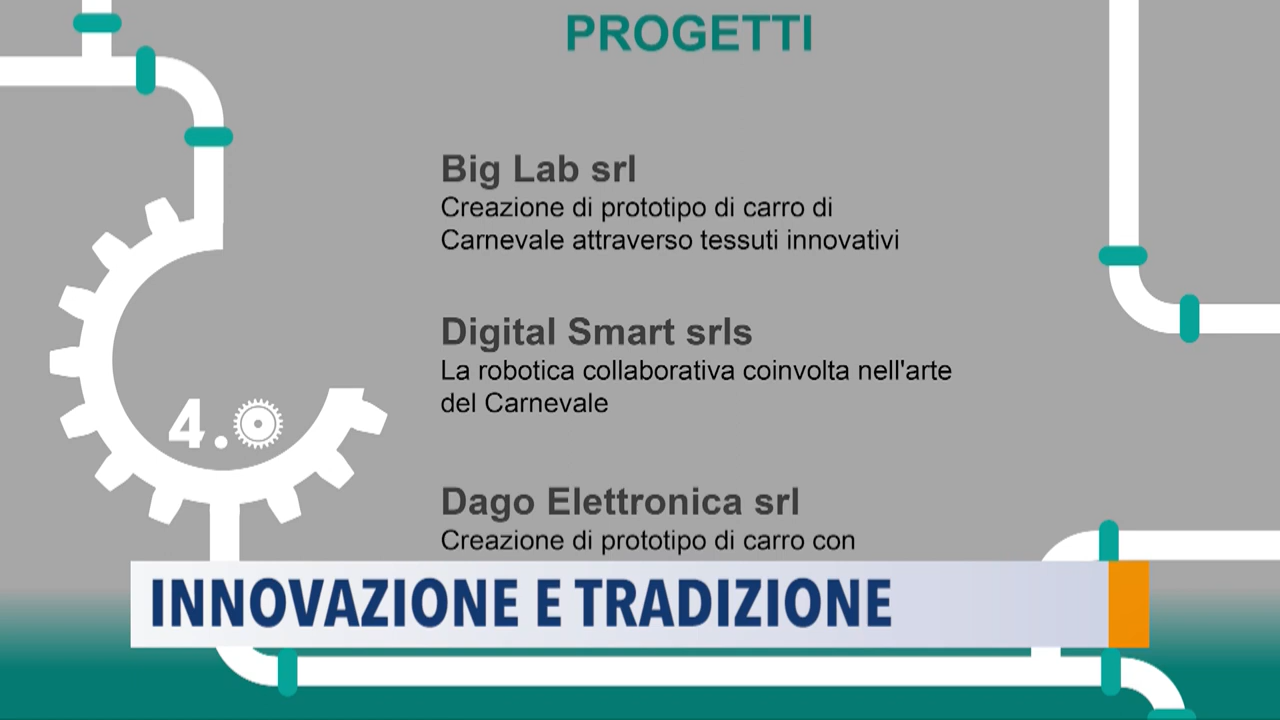 PROGETTI
Big Lab srl
Creazione di prototipo di carro di
Carnevale attraverso tessuti innovativi
Digital Smart srls
La robotica collaborativa coinvolta nell'arte
del Carnevale
4.0
Dago Elettronica srl
Creazione di prototipo di carro con
INNOVAZIONE E TRADIZIONE